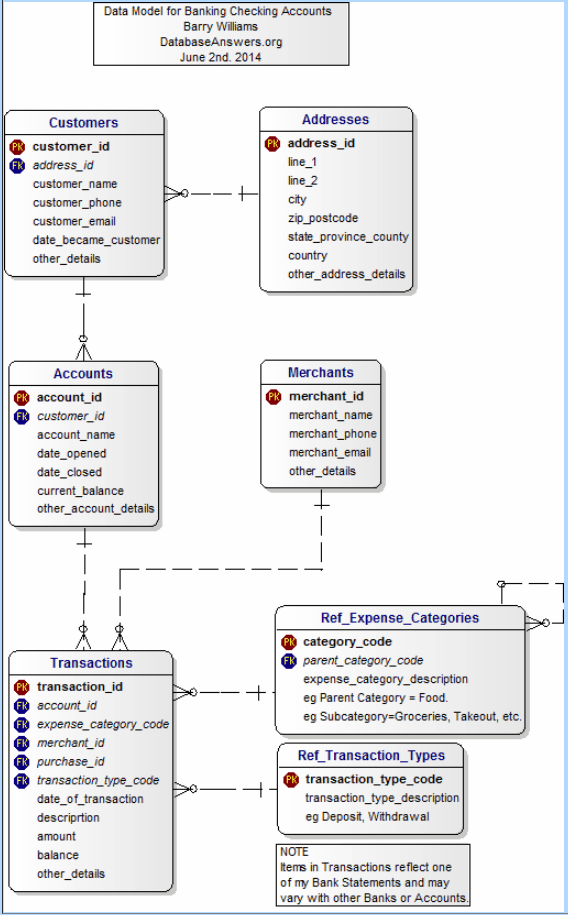 Data Model for Banking Checking Accounts
Barry Williams
DatabaseAnswers.org
June 2nd. 2014
Customers
PK customer_id
FK address_id
customer_name
customer_phone
customer_email
date_became_customer
other_details
Addresses
PK address_id
line_1
line_2
city
zip_postcode
state_province_county
country
other_address_details
Accounts
PK account_id
FK customer_id
account_name
date_opened
date_closed
current_balance
other_account_details
Merchants
PK merchant_id
merchant_name
merchant_phone
merchant_email
other_details
Ref_Expense_Categories
PK category_code
FK parent_category_code
expense_category_description
eg Parent Category = Food.
eg Subcategory=Groceries, Takeout, etc.
Transactions
PK transaction_id
FK account_id
FK expense_category_code
FK merchant_id
FK purchase_id
FK transaction_type_code
date_of_transaction
descriprtion
amount
balance
other_details
Ref_Transaction_Types
PK transaction_type_code
transaction_type_description
eg Deposit, Withdrawal
NOTE
Items in Transactions reflect one
of my Bank Statements and may
vary with other Banks or Accounts.